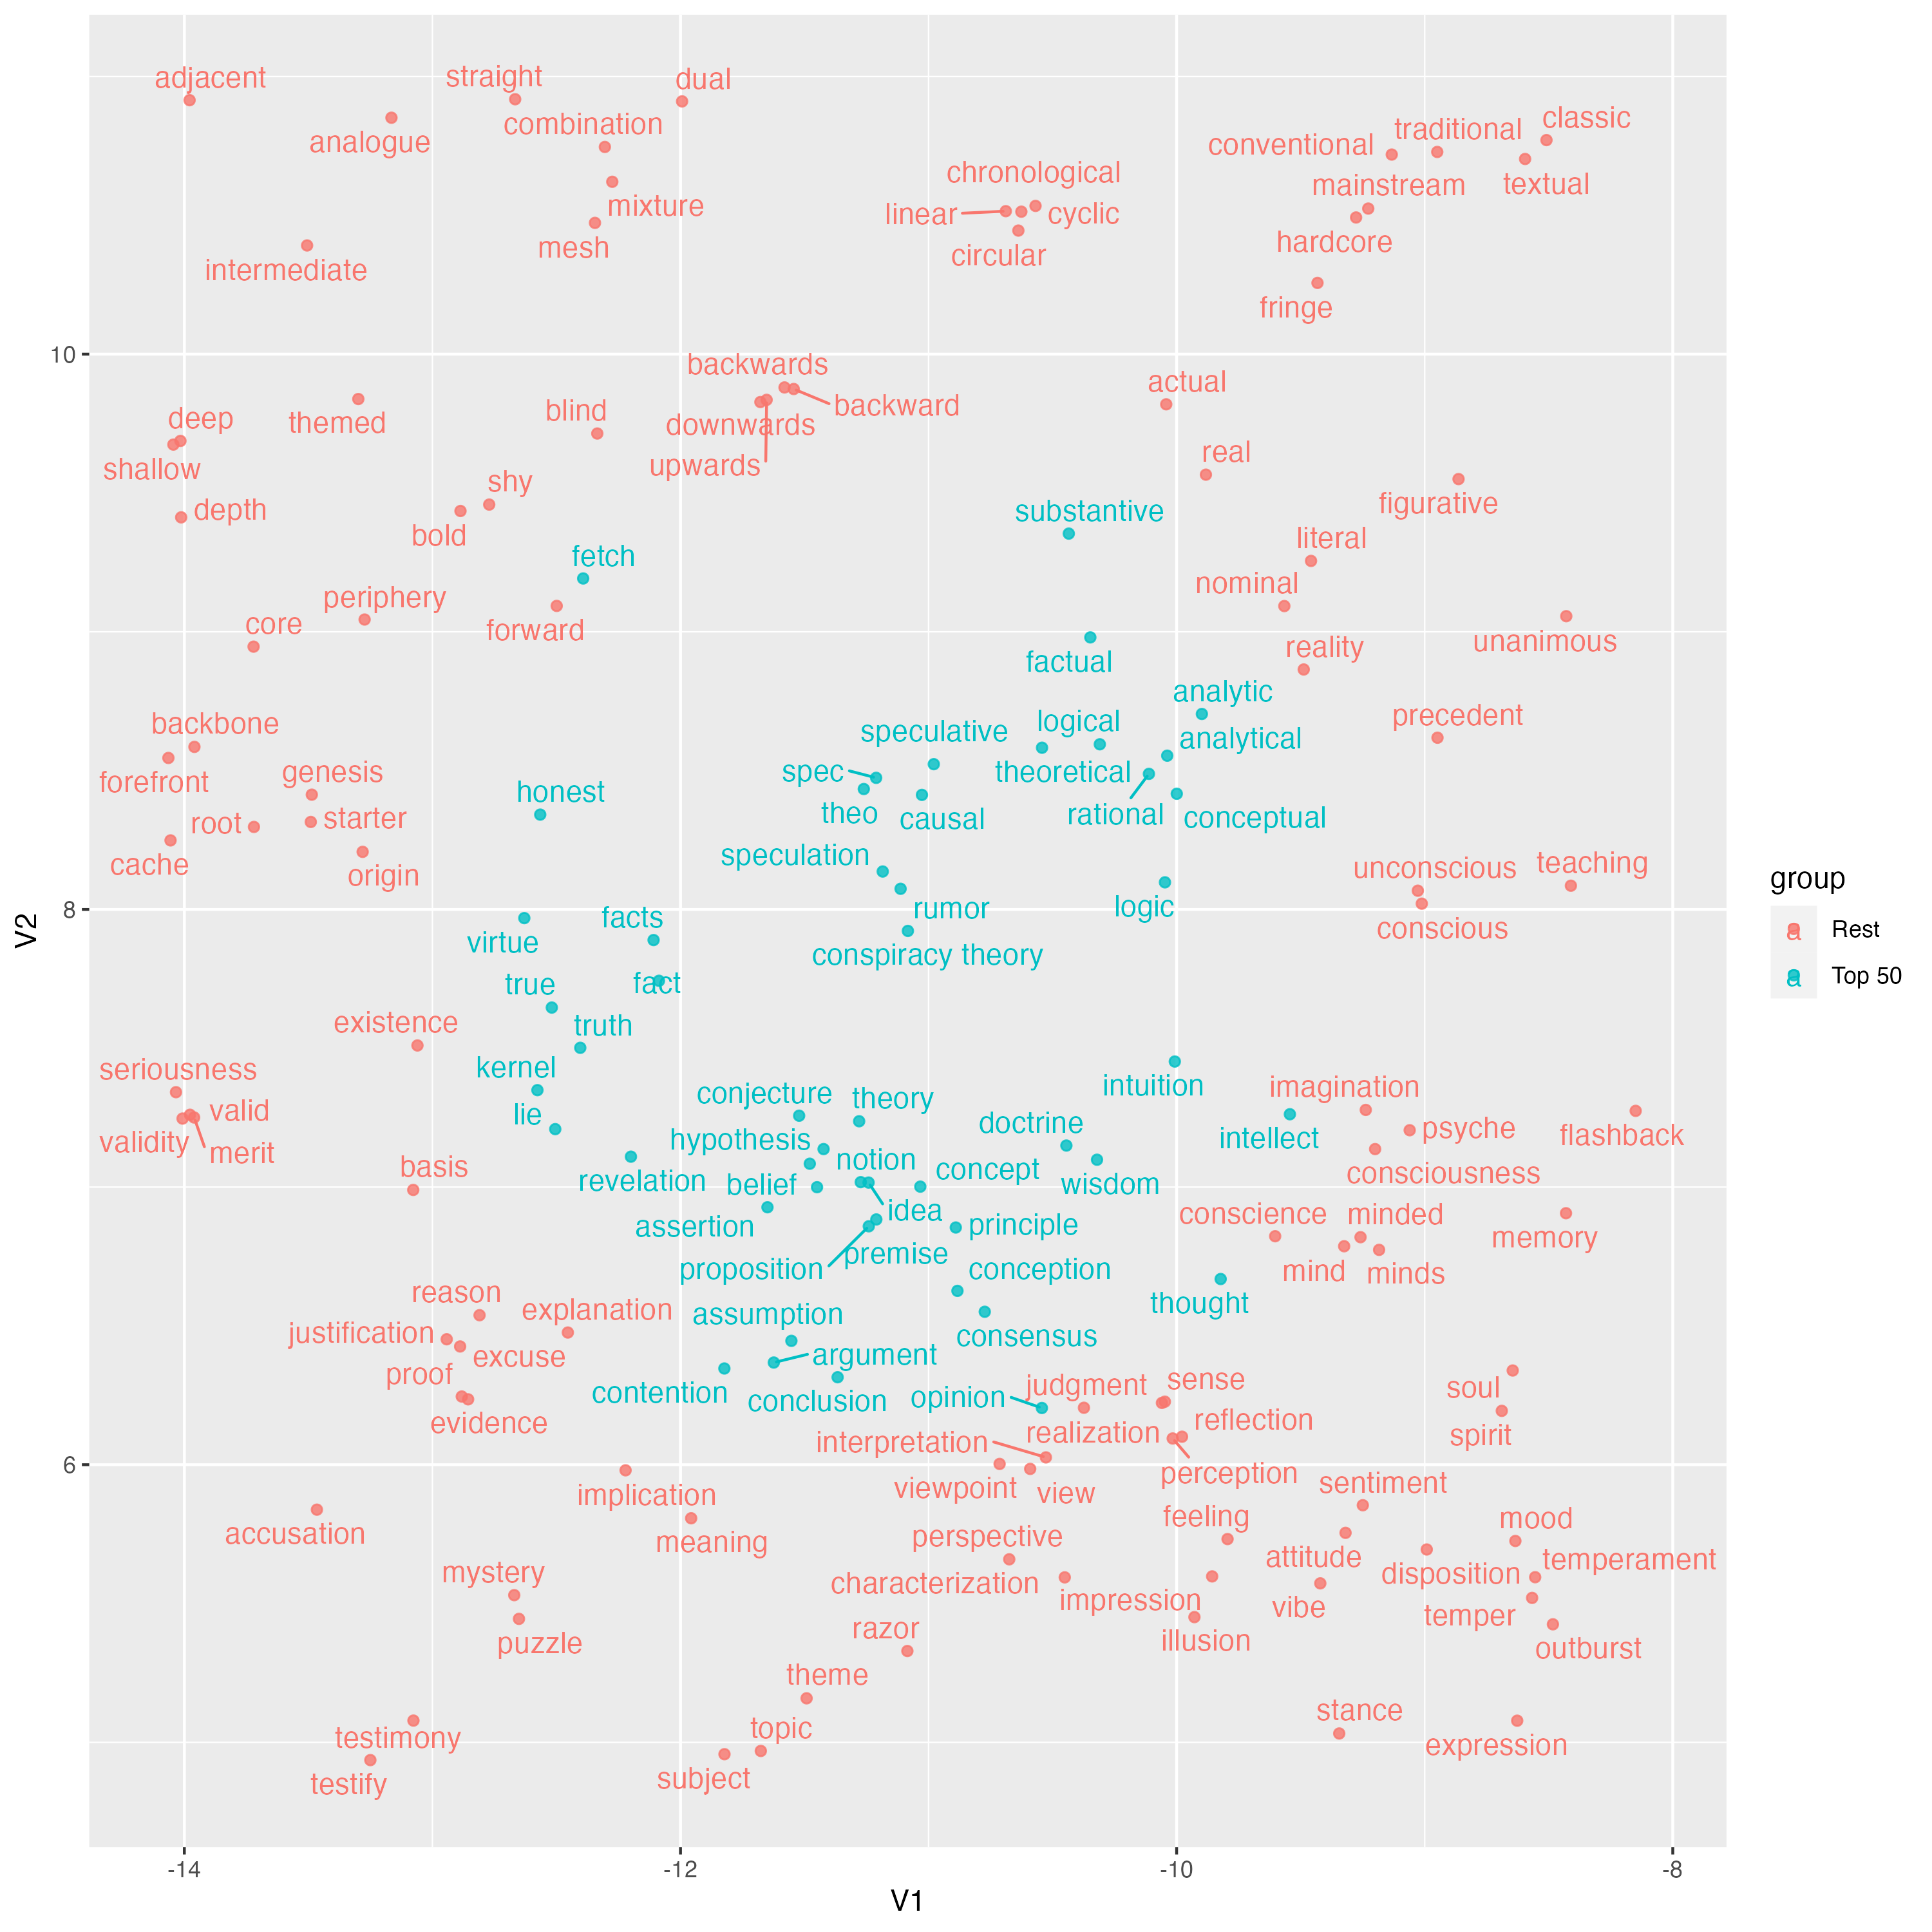 adjacent
straight
dual
analogue
combination
classic
conventional
traditional
chronological
mainstream
textual
mixture
linear
cyclic
mesh
hardcore
circular
intermediate
fringe
10
backwards
actual
backward
deep
themed
blind
downwards
shallow
upwards
real
shy
figurative
depth
substantive
bold
literal
fetch
nominal
periphery
core
forward
unanimous
reality
factual
analytic
backbone
speculative
logical
precedent
analytical
forefront
genesis
spec
theoretical
honest
theo
causal
rational
conceptual
root
starter
cache
origin
speculation
unconscious
teaching
group
8
V2
virtue
facts
rumor
logic
conscious
Rest
conspiracy theory
Top 50
a
a
true
fact
existence
truth
seriousness
kernel
conjecture
theory
intuition
imagination
valid
lie
doctrine
intellect
psyche
flashback
validity
merit
hypothesis
notion
concept
consciousness
basis
revelation
belief
wisdom
assertion
idea
principle
conscience
minded
memory
proposition
premise
conception
mind
minds
reason
explanation
assumption
thought
justification
excuse
argument
consensus
proof
contention
conclusion
opinion
judgment
sense
soul
evidence
interpretation
realization
reflection
spirit
6
implication
viewpoint
view
perception
sentiment
accusation
meaning
perspective
feeling
mood
mystery
characterization
impression
attitude
disposition
temperament
puzzle
razor
illusion
vibe
temper
outburst
theme
testimony
topic
stance
expression
testify
subject
-14
-12
-10
-8
V1